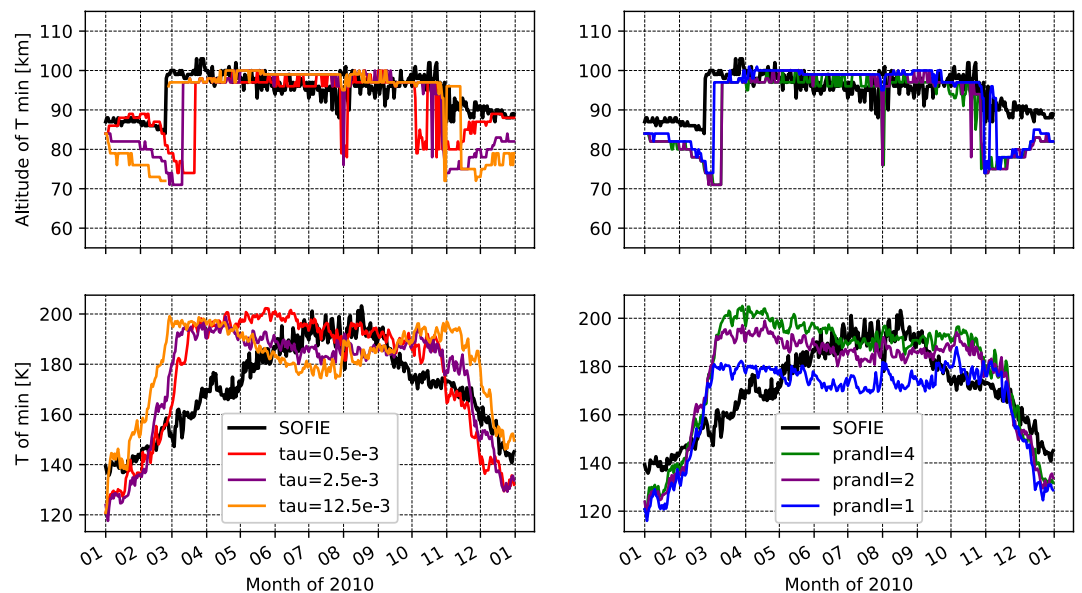 Altitude of T min [km]
110
100
90
80
70
60
110
100
90
80
70
60
T of min [K]
200
180
160
140
120
SOFIE
tau=0.5e-3
tau=2.5e-3
tau=12.5e-3
01 02 03 04 05 06 07 08 09 10 11 12 01
Month of 2010
200
180
160
140
120
SOFIE
prandl=4
prandl=2
prandl=1
01 02 03 04 05 06 07 08 09 10 11 12 01
Month of 2010